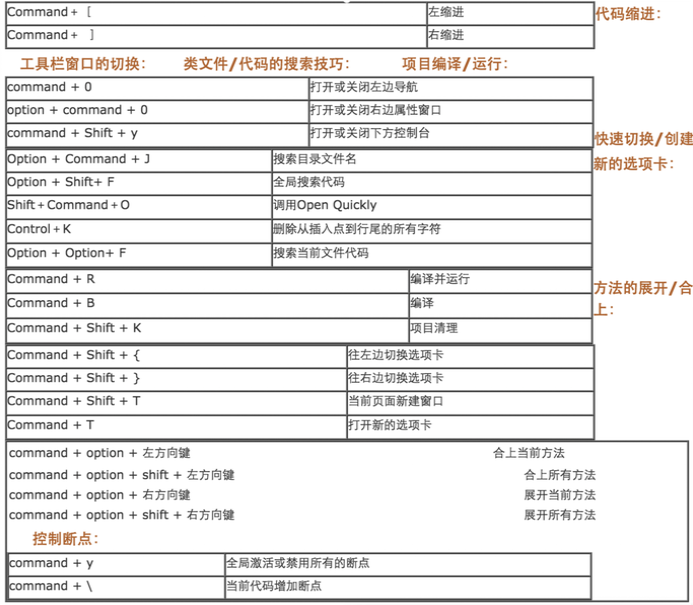 Command+ [ 左缩进
代码缩进：
Command+ ] 右缩进
工具栏窗口的切换： 类文件/代码的搜索技巧： 项目编译/运行：
command + 0 打开或关闭左边导航
option + command + 0 打开或关闭右边属性窗口
command + Shift + y 打开或关闭下方控制台
快速切换/创建
新的选项卡：
Option + Command + J 搜索目录文件名
Option + Shift+ F 全局搜索代码
Shift+Command+O 调用Open Quickly
Control+K 删除从插入点到行尾的所有字符
Option + Option+ F 搜索当前文件代码
Command + R 编译并运行
方法的展开/合
上：
Command + B 编译
Command + Shift + K 项目清理
Command + Shift + { 往左边切换选项卡
Command + Shift + } 往右边切换选项卡
Command + Shift + T 当前页面新建窗口
Command + T 打开新的选项卡
command + option + 左方向键 合上当前方法
command + option + shift + 左方向键 合上所有方法
command + option + 右方向键 展开当前方法
command + option + shift + 右方向键 展开所有方法
控制断点：
command + y 全局激活或禁用所有的断点
command + \ 当前代码增加断点